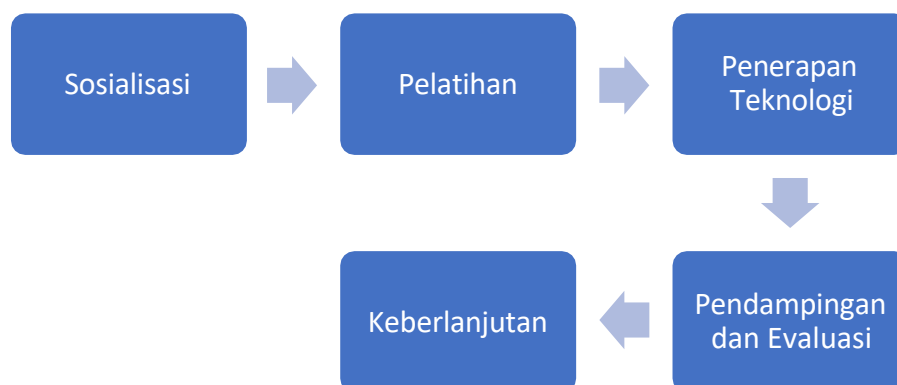 Sosialisasi
Pelatihan
Penerapan
Teknologi
Pendampingan
dan Evaluasi
Keberlanjutan